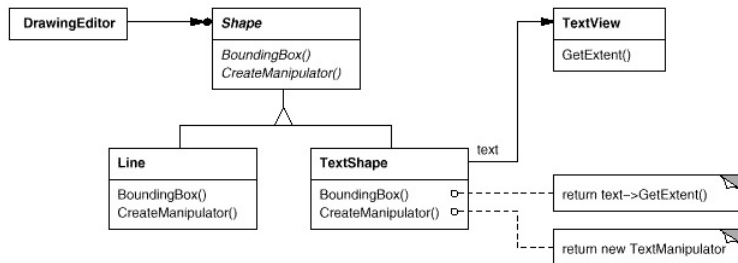 DrawingEditor
Shape
BoundingBox()
CreateManipulator()
TextView
GetExtent()
Line
BoundingBox()
CreateManipulator()
TextShape
BoundingBox()
CreateManipulator()
text
return text->GetExtent()
return new TextManipulator